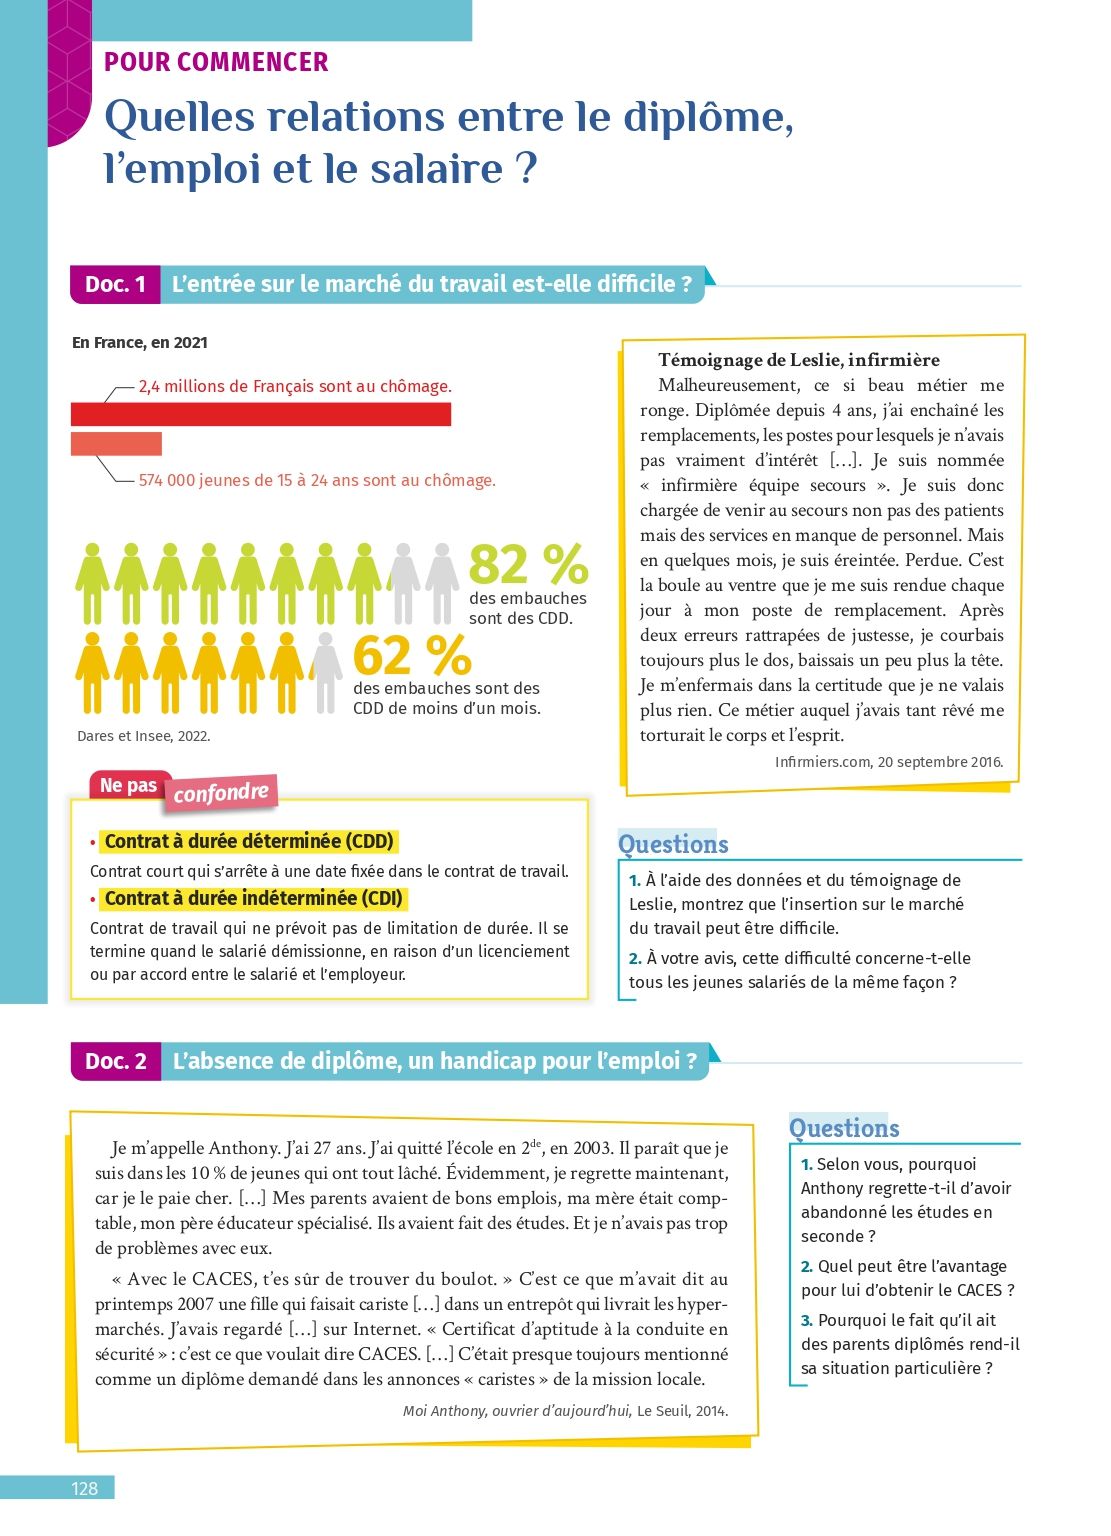 POUR COMMENCER
Quelles relations entre le diplôme,
l’emploi et le salaire ?
Doc. 1 L’entrée sur le marché du travail est-elle difficile ?
En France, en 2021
2,4 millions de Français sont au chômage.
574 000 jeunes de 15 à 24 ans sont au chômage.
82 %
des embauches
sont des CDD.
62 %
des embauches sont des
CDD de moins d’un mois.
Dares et Insee, 2022.
Ne pas confondre
• Contrat à durée déterminée (CDD)
Contrat court qui s’arrête à une date fixée dans le contrat de travail.
• Contrat à durée indéterminée (CDI)
Contrat de travail qui ne prévoit pas de limitation de durée. Il se
termine quand le salarié démissionne, en raison d’un licenciement
ou par accord entre le salarié et l’employeur.
Témoignage de Leslie, infirmière
Malheureusement, ce si beau métier me
ronge. Diplômée depuis 4 ans, j’ai enchaîné les
remplacements, les postes pour lesquels je n’avais
pas vraiment d’intérêt […]. Je suis nommée
« infirmière équipe secours ». Je suis donc
chargée de venir au secours non pas des patients
mais des services en manque de personnel. Mais
en quelques mois, je suis éreintée. Perdue. C’est
la boule au ventre que je me suis rendue chaque
jour à mon poste de remplacement. Après
deux erreurs rattrapées de justesse, je courbais
toujours plus le dos, baissais un peu plus la tête.
Je m’enfermais dans la certitude que je ne valais
plus rien. Ce métier auquel j’avais tant rêvé me
torturait le corps et l’esprit.
Infirmiers.com, 20 septembre 2016.
Questions
1. À l’aide des données et du témoignage de
Leslie, montrez que l’insertion sur le marché
du travail peut être difficile.
2. À votre avis, cette difficulté concerne-t-elle
tous les jeunes salariés de la même façon ?
Doc. 2 L’absence de diplôme, un handicap pour l’emploi ?
Je m’appelle Anthony. J’ai 27 ans. J’ai quitté l’école en 2de, en 2003. Il paraît que je
suis dans les 10 % de jeunes qui ont tout lâché. Évidemment, je regrette maintenant,
car je le paie cher. […] Mes parents avaient de bons emplois, ma mère était comp-
table, mon père éducateur spécialisé. Ils avaient fait des études. Et je n’avais pas trop
de problèmes avec eux.
« Avec le CACES, t’es sûr de trouver du boulot. » C’est ce que m’avait dit au
printemps 2007 une fille qui faisait cariste […] dans un entrepôt qui livrait les hyper-
marchés. J’avais regardé […] sur Internet. « Certificat d’aptitude à la conduite en
sécurité » : c’est ce que voulait dire CACES. […] C’était presque toujours mentionné
comme un diplôme demandé dans les annonces « caristes » de la mission locale.
Moi Anthony, ouvrier d’aujourd’hui, Le Seuil, 2014.
Questions
1. Selon vous, pourquoi
Anthony regrette-t-il d’avoir
abandonné les études en
seconde ?
2. Quel peut être l’avantage
pour lui d’obtenir le CACES ?
3. Pourquoi le fait qu’il ait
des parents diplômés rend-il
sa situation particulière ?
128